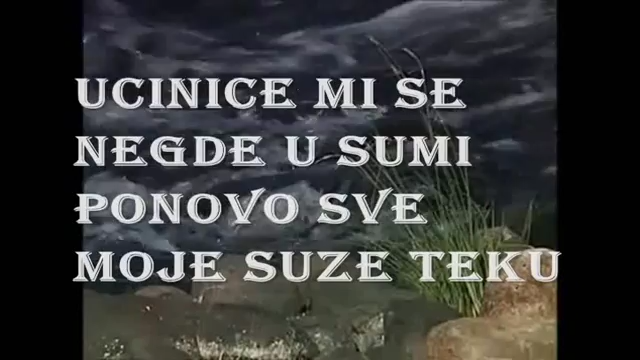 UCINICE MI SE
NEGDE U SUMI
PONOVO SVE
MOJE SUZE TEKU